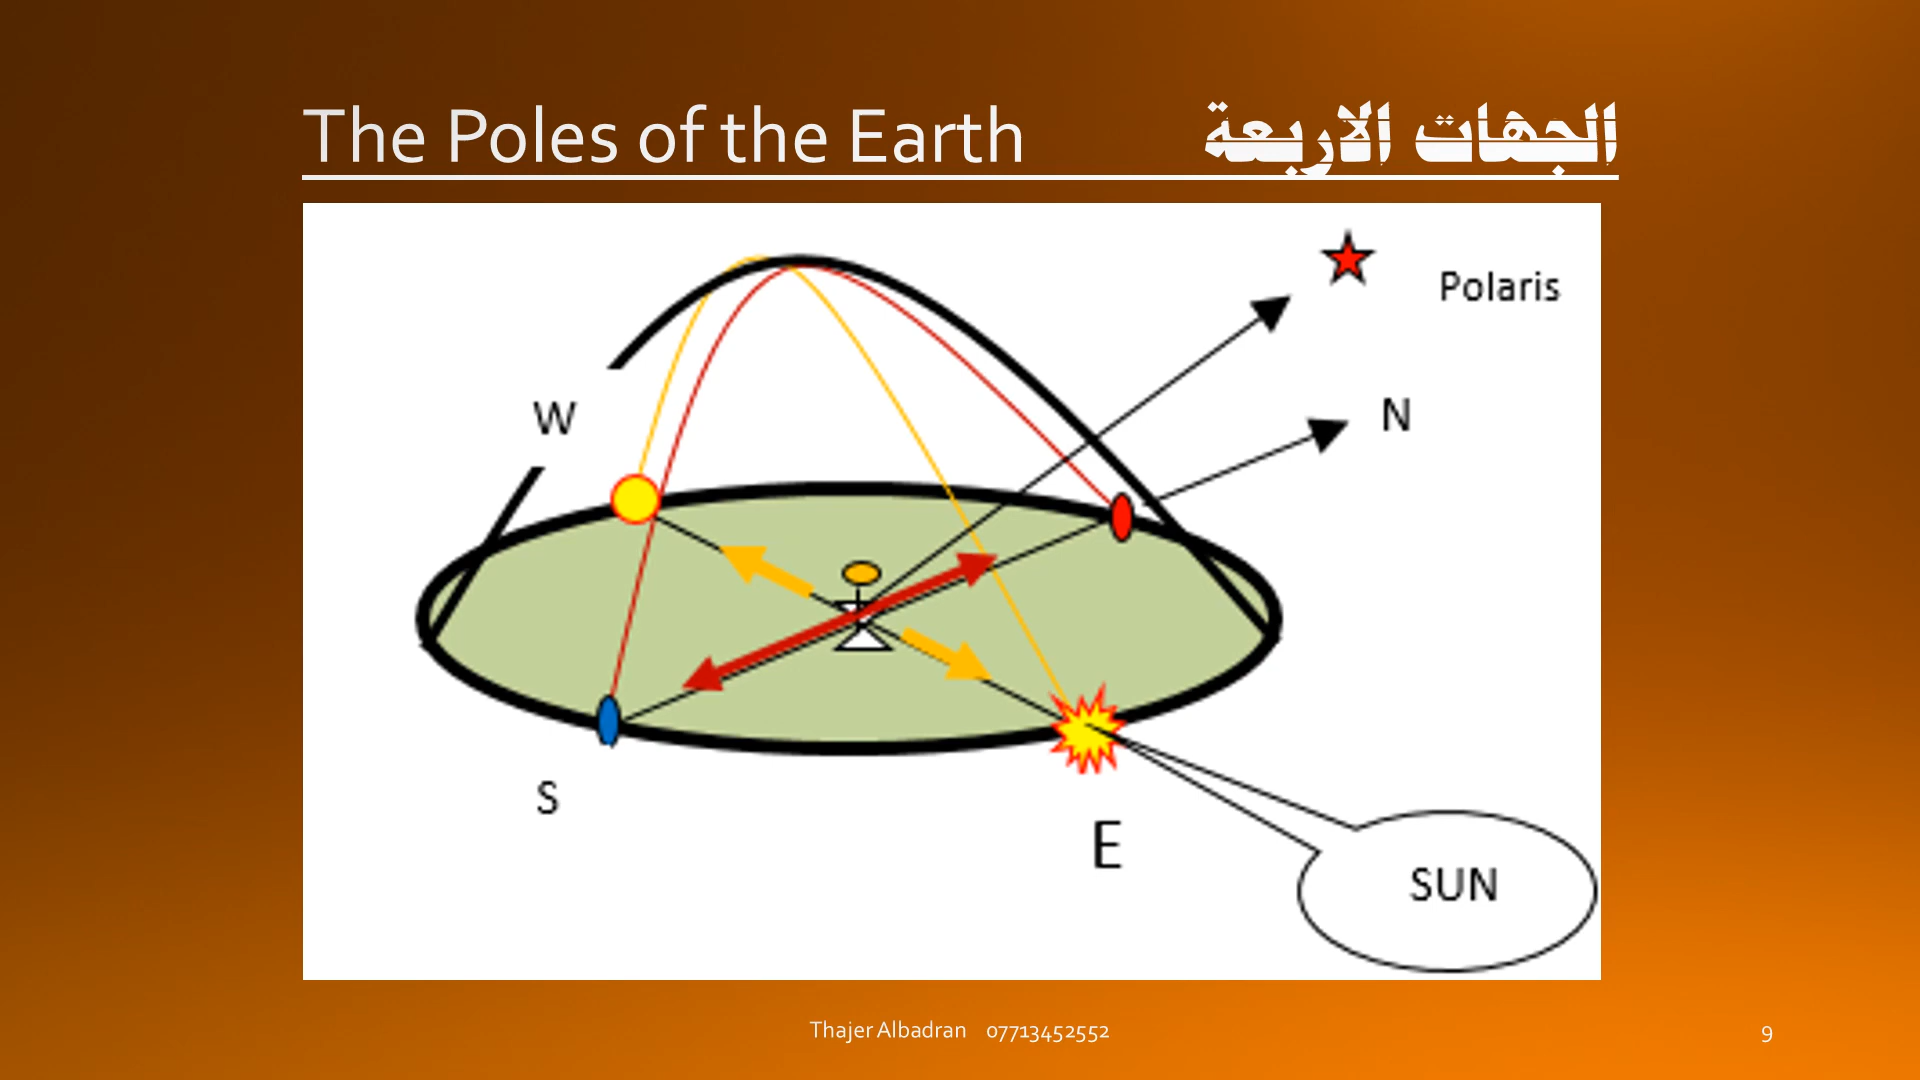 The Poles of the Earth الجهات الاربعة
Polaris
N
W
S
E
SUN
Thajer Albadran 07713452552
9